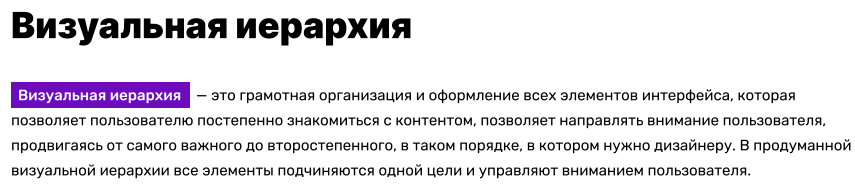 Визуальная иерархия
Визуальная иерархия — это грамотная организация и оформление всех элементов интерфейса, которая
позволяет пользователю постепенно знакомиться с контентом, позволяет направлять внимание пользователя,
продвигаясь от самого важного до второстепенного, в таком порядке, в котором нужно дизайнеру. В продуманной
визуальной иерархии все элементы подчиняются одной цели и управляют вниманием пользователя.